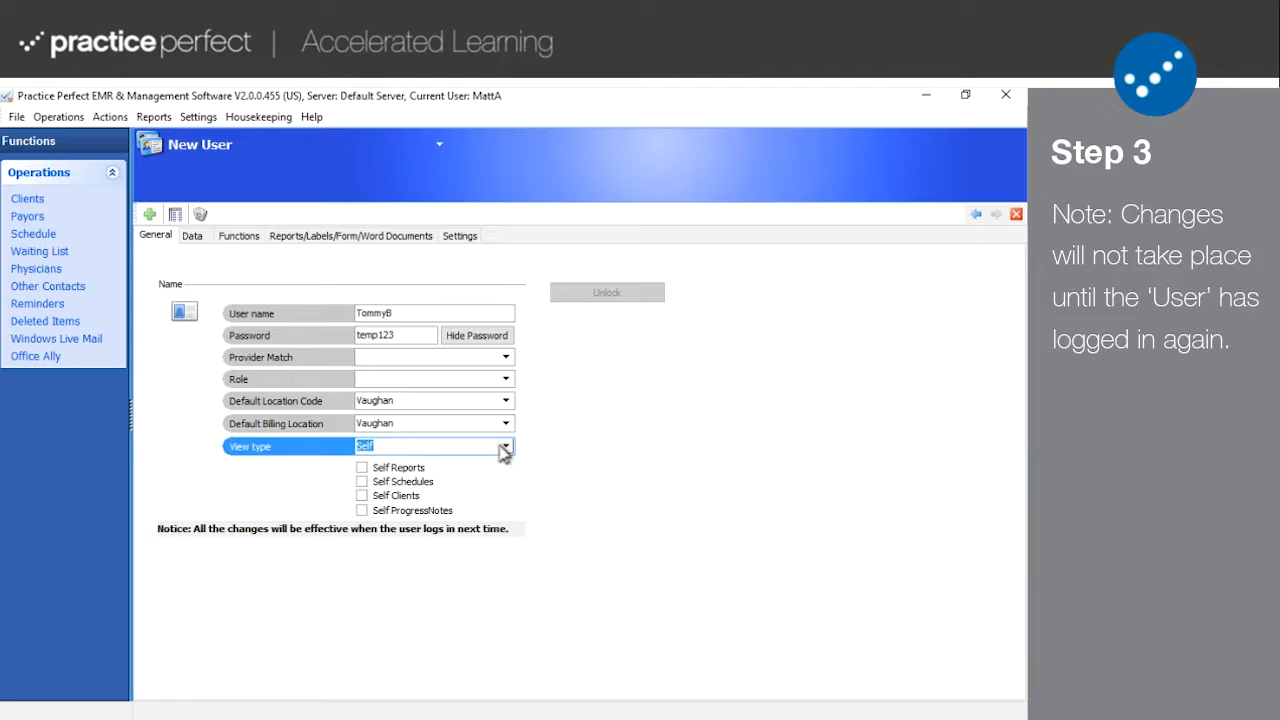 practice perfect | Accelerated Learning
Practice Perfect EMR & Management Software V2.0.0.455 (US), Server: Default Server, Current User: MattA
File Operations Actions Reports Settings Housekeeping Help
Functions
Operations
Clients
Payors
Schedule
Waiting List
Physicians
Other Contacts
Reminders
Deleted Items
Windows Live Mail
Office Ally
New User
General Data Functions Reports/Labels/Form/Word Documents Settings
Name
Unlock
User name TommyB
Password temp123 Hide Password
Provider Match
Role
Default Location Code Vaughan
Default Billing Location Vaughan
View type Self
Self Reports
Self Schedules
Self Clients
Self ProgressNotes
Notice: All the changes will be effective when the user logs in next time.
Step 3
Note: Changes
will not take place
until the ‘User’ has
logged in again.